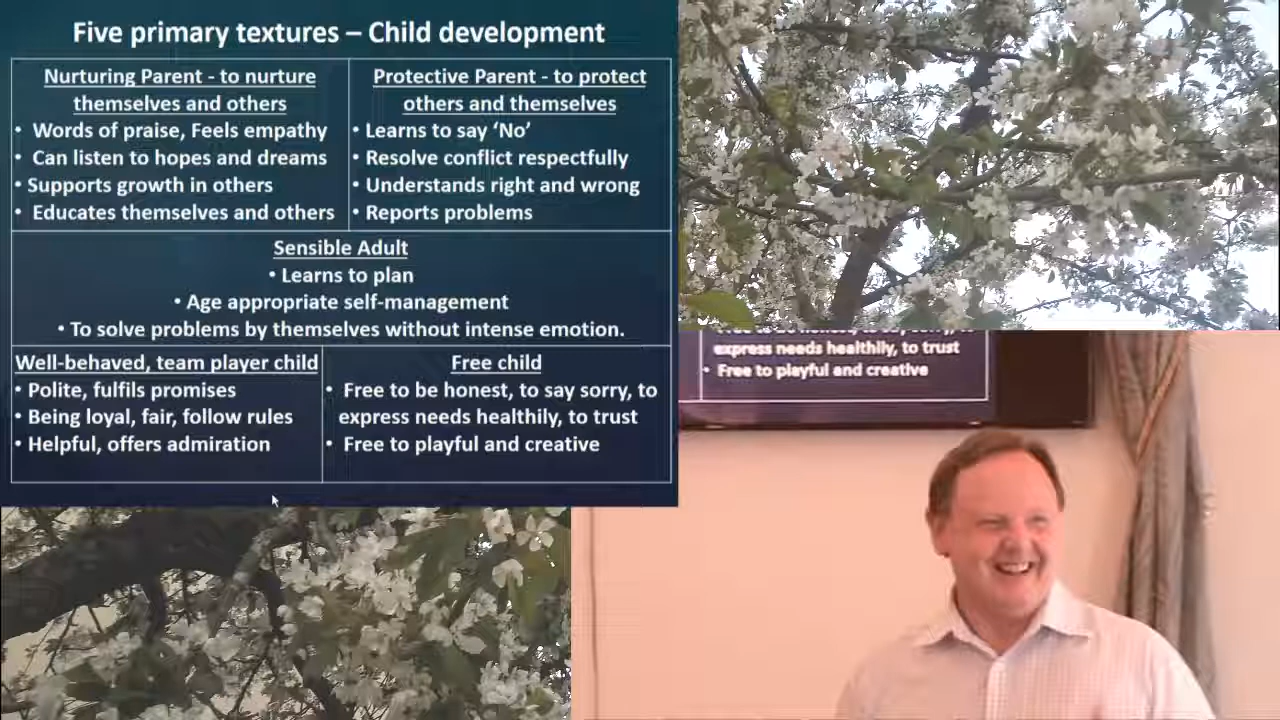 Five primary textures – Child development
Nurturing Parent - to nurture
themselves and others
• Words of praise, Feels empathy
• Can listen to hopes and dreams
• Supports growth in others
• Educates themselves and others
Protective Parent - to protect
others and themselves
• Learns to say ‘No’
• Resolve conflict respectfully
• Understands right and wrong
• Reports problems
Sensible Adult
• Learns to plan
• Age appropriate self-management
• To solve problems by themselves without intense emotion.
Well-behaved, team player child
• Polite, fulfils promises
• Being loyal, fair, follow rules
• Helpful, offers admiration
Free child
• Free to be honest, to say sorry, to
express needs healthily, to trust
• Free to playful and creative
express needs healthily, to trust
• Free to playful and creative